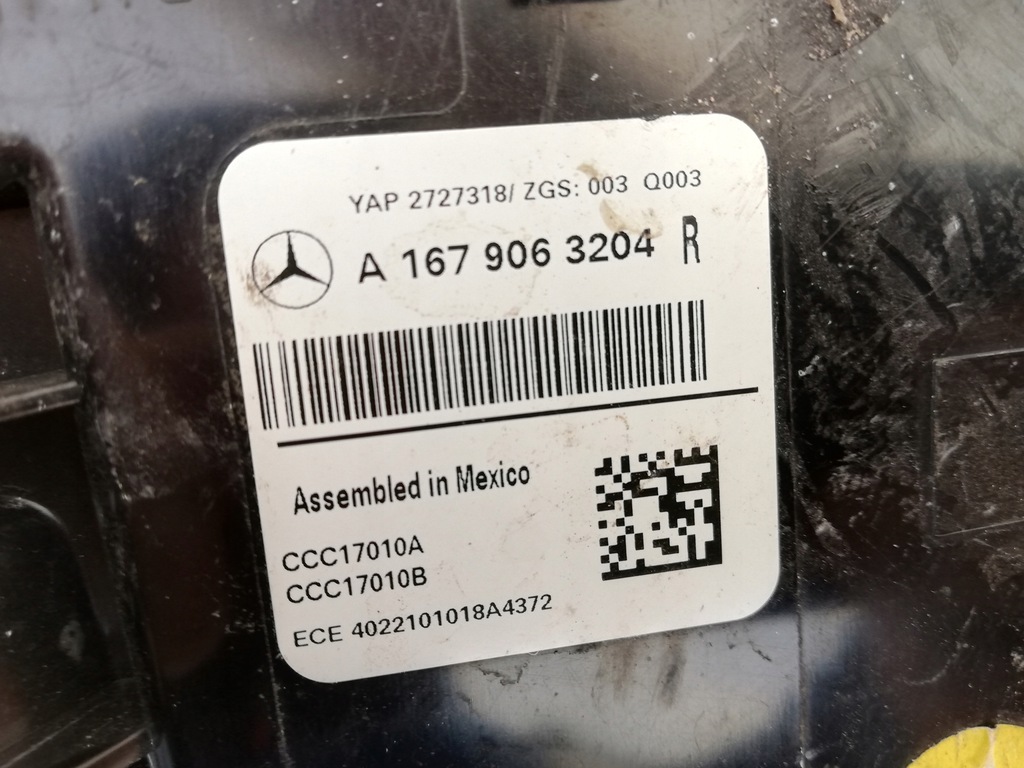 YAP 2727318/ ZGS: 003 Q003
A 167 906 3204 R
Assembled in Mexico
CCC17010A
CCC17010B
ECE 4022101018A4372